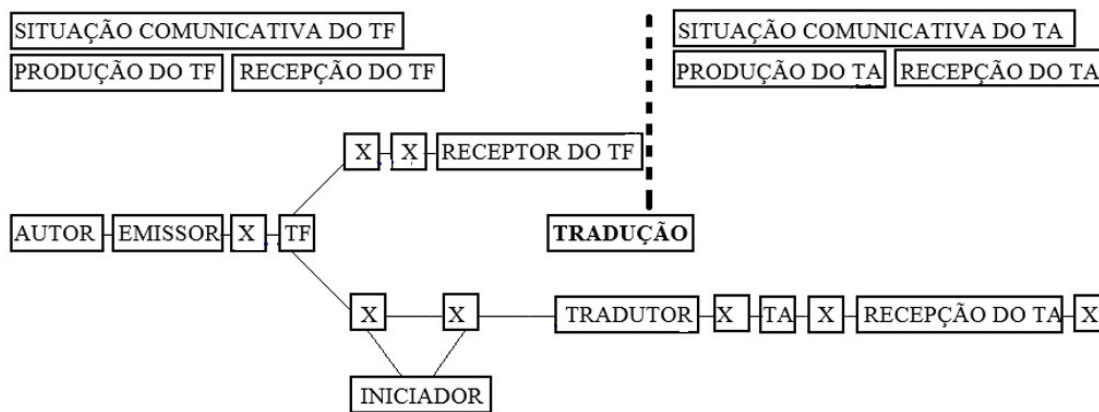 SITUAÇÃO COMUNICATIVA DO TF
PRODUÇÃO DO TF RECEPÇÃO DO TF
SITUAÇÃO COMUNICATIVA DO TA
PRODUÇÃO DO TA RECEPÇÃO DO TA
X X RECEPTOR DO TF
AUTOR EMISSOR X TF TRADUÇÃO
X X TRADUTOR X TA X RECEPÇÃO DO TA X
INICIADOR